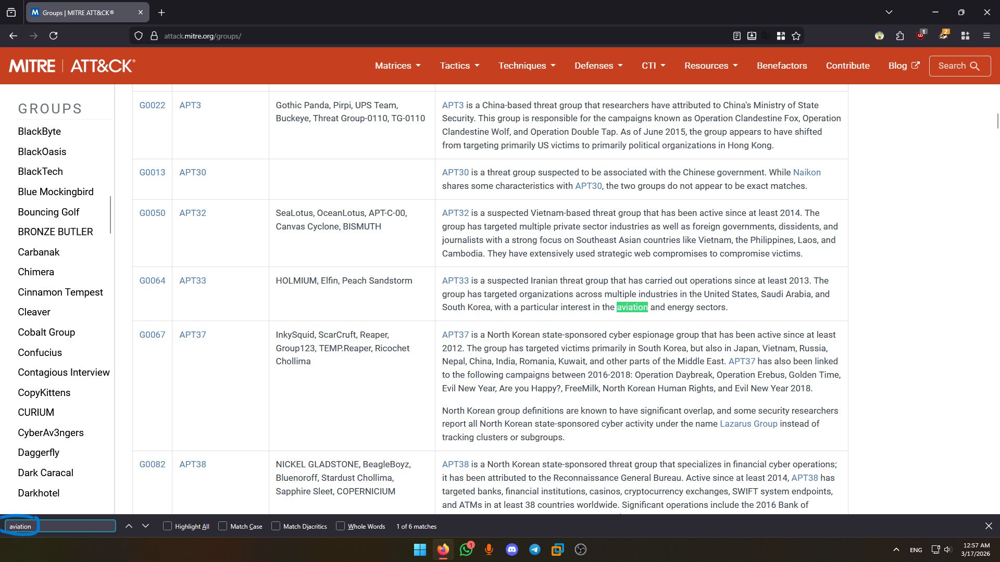 Groups | MITRE ATT&CK®
attack.mitre.org/groups/
1
2
MITRE | ATT&CK®
Matrices
Tactics
Techniques
Defenses
CTI
Resources
Benefactors
Contribute
Blog
Search
GROUPS
BlackByte
BlackOasis
BlackTech
Blue Mockingbird
Bouncing Golf
BRONZE BUTLER
Carbanak
Chimera
Cinnamon Tempest
Cleaver
Cobalt Group
Confucius
Contagious Interview
CopyKittens
CURIUM
CyberAv3ngers
Daggerfly
Dark Caracal
Darkhotel
G0022
APT3
Gothic Panda, Pirpi, UPS Team,
Buckeye, Threat Group-0110, TG-0110
APT3 is a China-based threat group that researchers have attributed to China's Ministry of State
Security. This group is responsible for the campaigns known as Operation Clandestine Fox, Operation
Clandestine Wolf, and Operation Double Tap. As of June 2015, the group appears to have shifted
from targeting primarily US victims to primarily political organizations in Hong Kong.
G0013
APT30
APT30 is a threat group suspected to be associated with the Chinese government. While Naikon
shares some characteristics with APT30, the two groups do not appear to be exact matches.
G0050
APT32
SeaLotus, OceanLotus, APT-C-00,
Canvas Cyclone, BISMUTH
APT32 is a suspected Vietnam-based threat group that has been active since at least 2014. The
group has targeted multiple private sector industries as well as foreign governments, dissidents, and
journalists with a strong focus on Southeast Asian countries like Vietnam, the Philippines, Laos, and
Cambodia. They have extensively used strategic web compromises to compromise victims.
G0064
APT33
HOLMIUM, Elfin, Peach Sandstorm
APT33 is a suspected Iranian threat group that has carried out operations since at least 2013. The
group has targeted organizations across multiple industries in the United States, Saudi Arabia, and
South Korea, with a particular interest in the aviation and energy sectors.
G0067
APT37
InkySquid, ScarCruft, Reaper,
Group123, TEMP.Reaper, Ricochet
Chollima
APT37 is a North Korean state-sponsored cyber espionage group that has been active since at least
2012. The group has targeted victims primarily in South Korea, but also in Japan, Vietnam, Russia,
Nepal, China, India, Romania, Kuwait, and other parts of the Middle East. APT37 has also been linked
to the following campaigns between 2016-2018: Operation Daybreak, Operation Erebus, Golden Time,
Evil New Year, Are you Happy?, FreeMilk, North Korean Human Rights, and Evil New Year 2018.
North Korean group definitions are known to have significant overlap, and some security researchers
report all North Korean state-sponsored cyber activity under the name Lazarus Group instead of
tracking clusters or subgroups.
G0082
APT38
NICKEL GLADSTONE, BeagleBoyz,
Bluenoroff, Stardust Chollima,
Sapphire Sleet, COPERNICIUM
APT38 is a North Korean state-sponsored threat group that specializes in financial cyber operations;
it has been attributed to the Reconnaissance General Bureau. Active since at least 2014, APT38 has
targeted banks, financial institutions, casinos, cryptocurrency exchanges, SWIFT system endpoints,
and ATMs in at least 38 countries worldwide. Significant operations include the 2016 Bank of
aviation
Highlight All
Match Case
Match Diacritics
Whole Words
1 of 6 matches
1
ENG
12:57 AM
3/17/2026